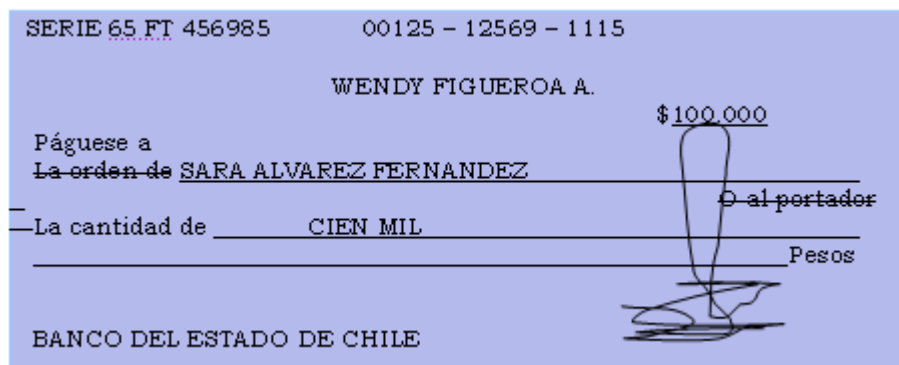 SERIE 65 FT 456985 00125 – 12569 – 1115
WENDY FIGUEROA A.
$100.000
Páguese a
La orden de SARA ALVAREZ FERNANDEZ
O al portador
La cantidad de CIEN MIL
Pesos
BANCO DEL ESTADO DE CHILE